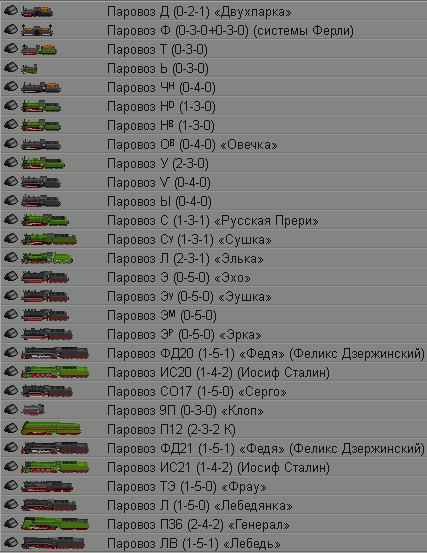 Паровоз Д (0-2-1) «Двухпарка»
Паровоз Ф (0-3-0+0-3-0) (системы Ферли)
Паровоз Т (0-3-0)
Паровоз Ь (0-3-0)
Паровоз Чᴴ (0-4-0)
Паровоз Нᴰ (1-3-0)
Паровоз Нᴮ (1-3-0)
Паровоз Оᴮ (0-4-0) «Овечка»
Паровоз У (2-3-0)
Паровоз Ѵ (0-4-0)
Паровоз Ы (0-4-0)
Паровоз С (1-3-1) «Русская Прери»
Паровоз Сʸ (1-3-1) «Сушка»
Паровоз Л (2-3-1) «Элька»
Паровоз Э (0-5-0) «Эхо»
Паровоз Эʸ (0-5-0) «Эушка»
Паровоз Эᴹ (0-5-0)
Паровоз Эᴾ (0-5-0) «Эрка»
Паровоз ФД20 (1-5-1) «Федя» (Феликс Дзержинский)
Паровоз ИС20 (1-4-2) (Иосиф Сталин)
Паровоз СО17 (1-5-0) «Серго»
Паровоз 9П (0-3-0) «Клоп»
Паровоз П12 (2-3-2 К)
Паровоз ФД21 (1-5-1) «Федя» (Феликс Дзержинский)
Паровоз ИС21 (1-4-2) (Иосиф Сталин)
Паровоз ТЭ (1-5-0) «Фрау»
Паровоз Л (1-5-0) «Лебедянка»
Паровоз П36 (2-4-2) «Генерал»
Паровоз ЛВ (1-5-1) «Лебедь»